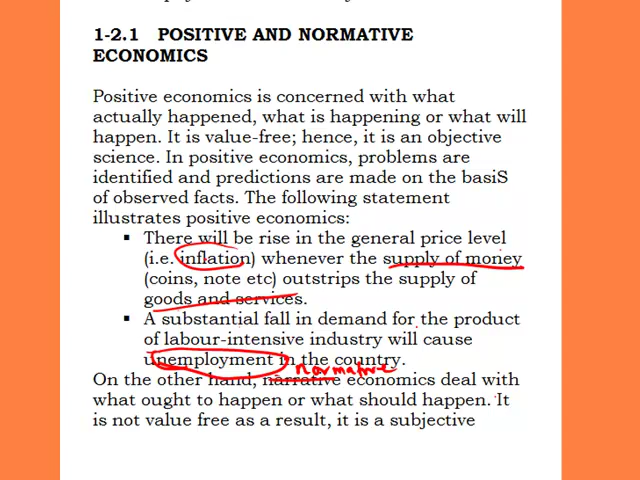 1-2.1 POSITIVE AND NORMATIVE
ECONOMICS
Positive economics is concerned with what
actually happened, what is happening or what will
happen. It is value-free; hence, it is an objective
science. In positive economics, problems are
identified and predictions are made on the basiS
of observed facts. The following statement
illustrates positive economics:
▪ There will be rise in the general price level
(i.e. inflation) whenever the supply of money
(coins, note etc) outstrips the supply of
goods and services.
▪ A substantial fall in demand for the product
of labour-intensive industry will cause
unemployment in the country.
normative
On the other hand, narrative economics deal with
what ought to happen or what should happen. It
is not value free as a result, it is a subjective